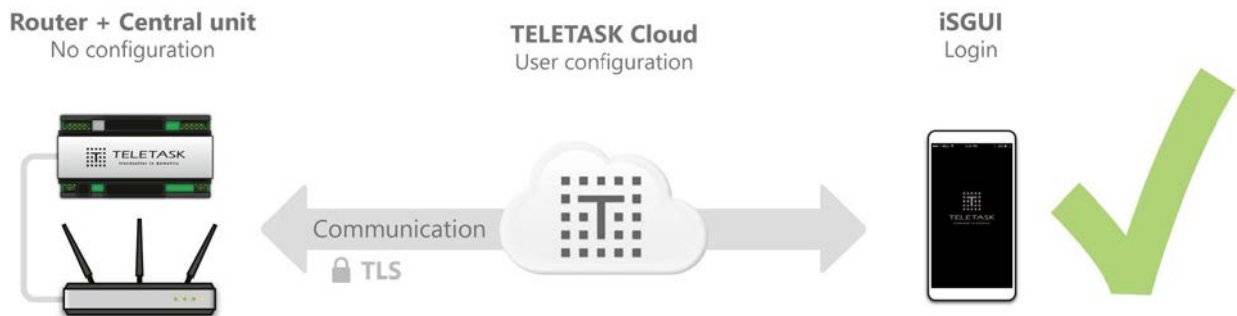 Router + Central unit
No configuration
TELETASK Cloud
User configuration
iSGUI
Login
TELETASK
T
Communication
TLS
TELETASK